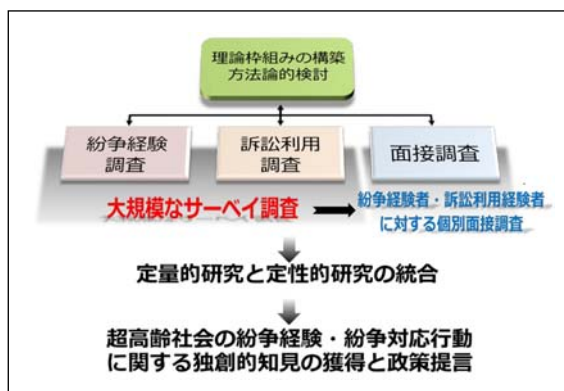 理論枠組みの構築
方法論的検討
紛争経験
調査
訴訟利用
調査
面接調査
大規模なサーベイ調査
紛争経験者・訴訟利用経験者
に対する個別面接調査
定量的研究と定性的研究の統合
超高齢社会の紛争経験・紛争対応行動
に関する独創的知見の獲得と政策提言